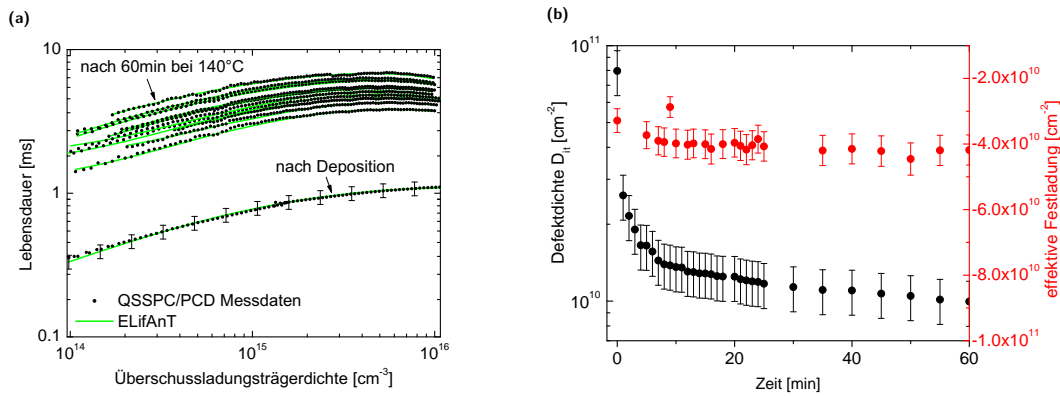 (a)
10
1
0.1
Lebensdauer [ms]
nach 60min bei 140°C
nach Deposition
QSSPC/PCD Messdaten
ELifAnT
10^14
10^15
10^16
Überschussladungsträgerdichte [cm^-3]
(b)
10^11
10^10
Defektdichte D_it [cm^-2]
-2.0x10^10
-4.0x10^10
-6.0x10^10
-8.0x10^10
-1.0x10^11
effektive Festladung [cm^-2]
0
20
40
60
Zeit [min]